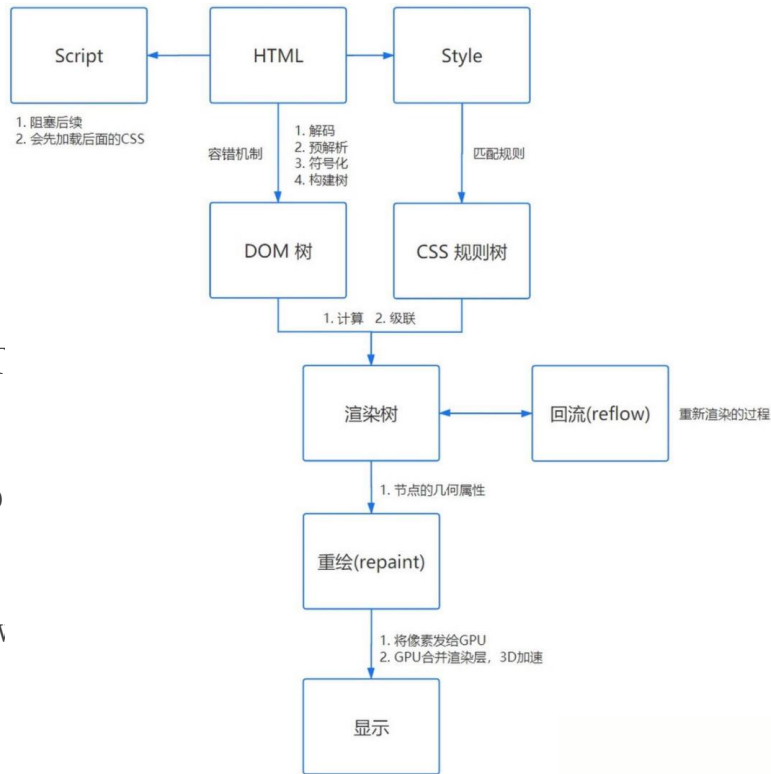 Script
HTML
Style
1. 阻塞后续
2. 会先加载后面的CSS
容错机制
1. 解码
2. 预解析
3. 符号化
4. 构建树
匹配规则
DOM 树
CSS 规则树
1. 计算 2. 级联
渲染树
回流(reflow)
重新渲染的过程
1. 节点的几何属性
重绘(repaint)
1. 将像素发给GPU
2. GPU合并渲染层，3D加速
显示